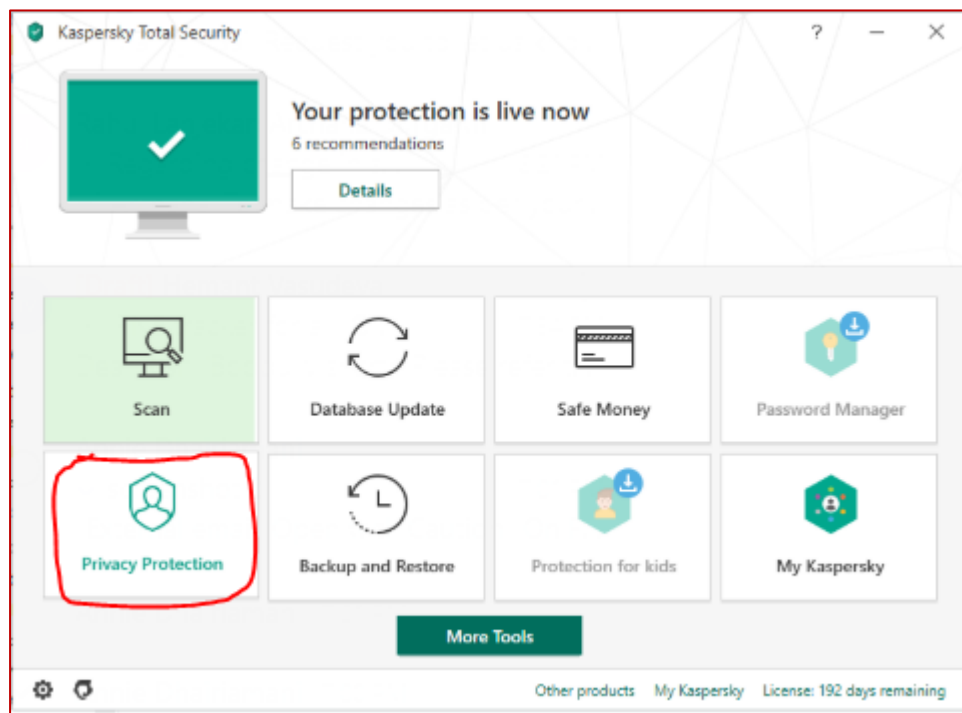 Kaspersky Total Security
?
Your protection is live now
6 recommendations
Details
Scan
Database Update
Safe Money
Password Manager
Privacy Protection
Backup and Restore
Protection for kids
My Kaspersky
More Tools
Other products My Kaspersky License: 192 days remaining